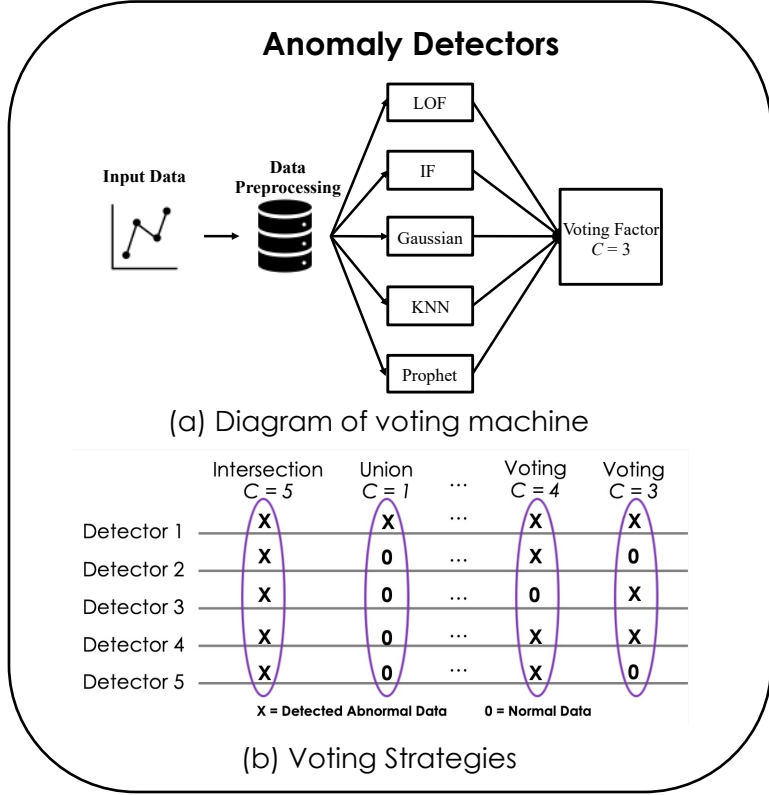 Anomaly Detectors
LOF
IF
Input Data
Data
Preprocessing
Gaussian
Voting Factor
C = 3
KNN
Prophet
(a) Diagram of voting machine
Intersection Union ... Voting Voting
C = 5 C = 1 C = 4 C = 3
Detector 1 X X ... X X
Detector 2 X 0 ... X 0
Detector 3 X 0 ... 0 X
Detector 4 X 0 ... X X
Detector 5 X 0 ... X 0
X = Detected Abnormal Data 0 = Normal Data
(b) Voting Strategies